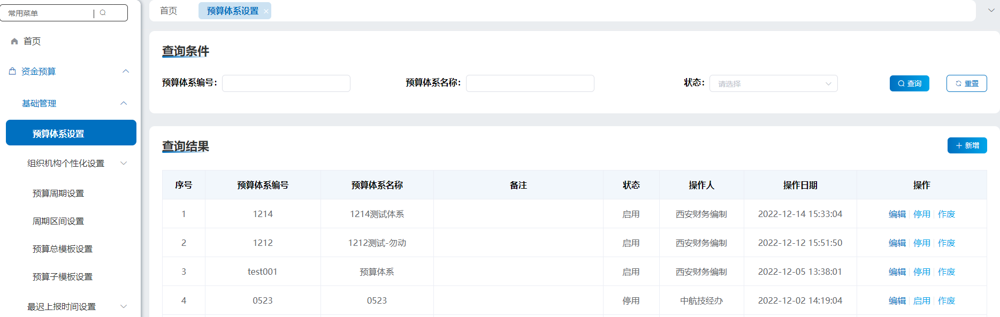 常用菜单
首页
资金预算
基础管理
预算体系设置
组织机构个性化设置
预算周期设置
周期区间设置
预算总模板设置
预算子模板设置
最迟上报时间设置
首页 预算体系设置
查询条件
预算体系编号: 预算体系名称: 状态: 请选择 查询 重置
查询结果 新增
序号 预算体系编号 预算体系名称 备注 状态 操作人 操作日期 操作
1 1214 1214测试体系 启用 西安财务编制 2022-12-14 15:33:04 编辑 停用 作废
2 1212 1212测试-勿动 启用 西安财务编制 2022-12-12 15:51:50 编辑 停用 作废
3 test001 预算体系 启用 西安财务编制 2022-12-05 13:38:01 编辑 停用 作废
4 0523 0523 停用 中航技经办 2022-12-02 14:19:04 编辑 启用 作废